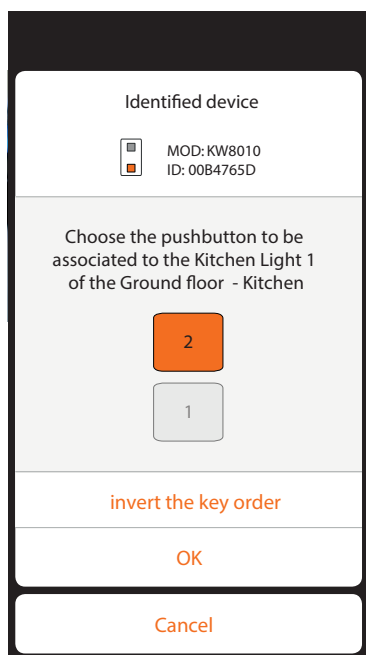 Identified device
MOD: KW8010
ID: 00B4765D
Choose the pushbutton to be
associated to the Kitchen Light 1
of the Ground floor - Kitchen
2
1
invert the key order
OK
Cancel